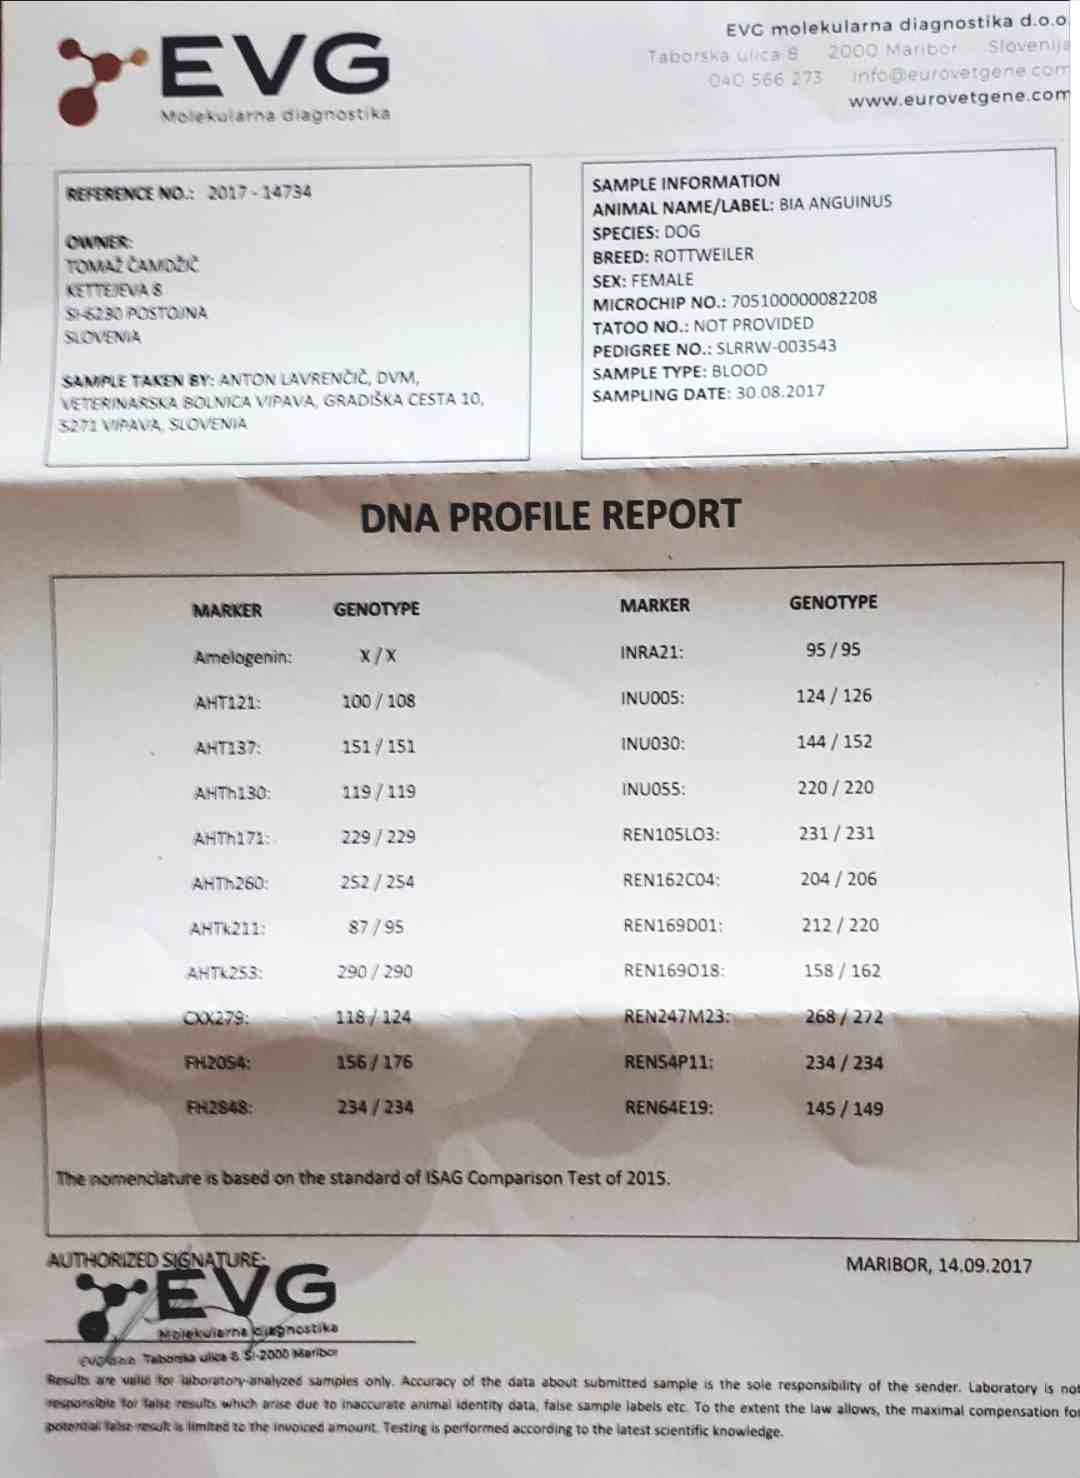 EVG
Molekularna diagnostika
EVG molekularna diagnostika d.o.o
Taborska ulica 8 2000 Maribor Slovenija
040 566 273 info@eurovetgene.com
www.eurovetgene.com
REFERENCE NO.: 2017 - 14734
OWNER:
TOMAŽ ČAMDŽIČ
KETTEJEVA 8
SI-6230 POSTOJNA
SLOVENIA
SAMPLE TAKEN BY: ANTON LAVRENČIČ, DVM,
VETERINARSKA BOLNICA VIPAVA, GRADIŠKA CESTA 10,
5271 VIPAVA, SLOVENIA
SAMPLE INFORMATION
ANIMAL NAME/LABEL: BIA ANGUINUS
SPECIES: DOG
BREED: ROTTWEILER
SEX: FEMALE
MICROCHIP NO.: 705100000082208
TATOO NO.: NOT PROVIDED
PEDIGREE NO.: SLRRW-003543
SAMPLE TYPE: BLOOD
SAMPLING DATE: 30.08.2017
DNA PROFILE REPORT
MARKER GENOTYPE MARKER GENOTYPE
Amelogenin: X / X INRA21: 95 / 95
AHT121: 100 / 108 INU005: 124 / 126
AHT137: 151 / 151 INU030: 144 / 152
AHTh130: 119 / 119 INU055: 220 / 220
AHTh171: 229 / 229 REN105LO3: 231 / 231
AHTh260: 252 / 254 REN162C04: 204 / 206
AHTk211: 87 / 95 REN169D01: 212 / 220
AHTk253: 290 / 290 REN169O18: 158 / 162
CXX279: 118 / 124 REN247M23: 268 / 272
FH2054: 156 / 176 REN54P11: 234 / 234
FH2848: 234 / 234 REN64E19: 145 / 149
The nomenclature is based on the standard of ISAG Comparison Test of 2015.
AUTHORIZED SIGNATURE:
MARIBOR, 14.09.2017
EVG
Molekularna diagnostika
EVG d.o.o. Taborska ulica 8 SI-2000 Maribor
Results are valid for laboratory-analyzed samples only. Accuracy of the data about submitted sample is the sole responsibility of the sender. Laboratory is not
responsible for false results which arise due to inaccurate animal identity data, false sample labels etc. To the extent the law allows, the maximal compensation for
potential false result is limited to the invoiced amount. Testing is performed according to the latest scientific knowledge.